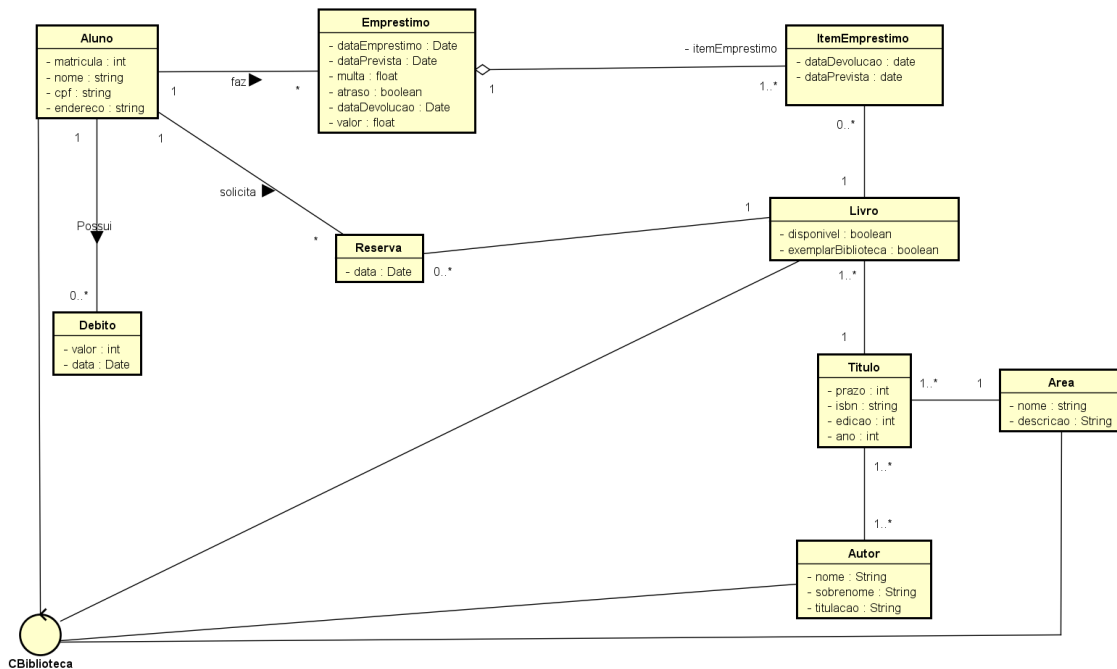 Aluno
- matricula : int
- nome : string
- cpf : string
- endereco : string
Emprestimo
- dataEmprestimo : Date
- dataPrevista : Date
- multa : float
- atraso : boolean
- dataDevolucao : Date
- valor : float
ItemEmprestimo
- dataDevolucao : date
- dataPrevista : date
- itemEmprestimo
faz
1
*
1
1..*
1
1
0..*
solicita
1
1
Possui
*
Reserva
- data : Date
0..*
Livro
- disponivel : boolean
- exemplarBiblioteca : boolean
1..*
0..*
Debito
- valor : int
- data : Date
1
Titulo
- prazo : int
- isbn : string
- edicao : int
- ano : int
1..*
1
Area
- nome : string
- descricao : String
1..*
1..*
Autor
- nome : String
- sobrenome : String
- titulacao : String
CBiblioteca